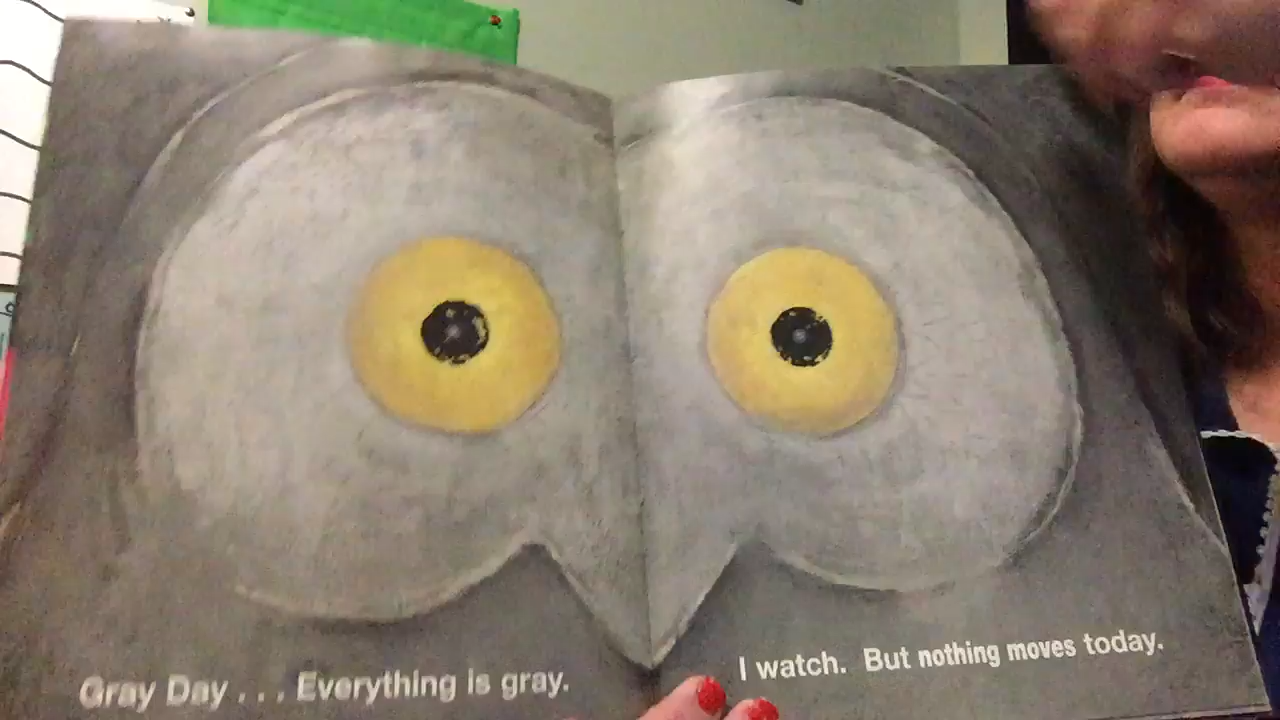 Gray Day . . . Everything is gray.
I watch. But nothing moves today.